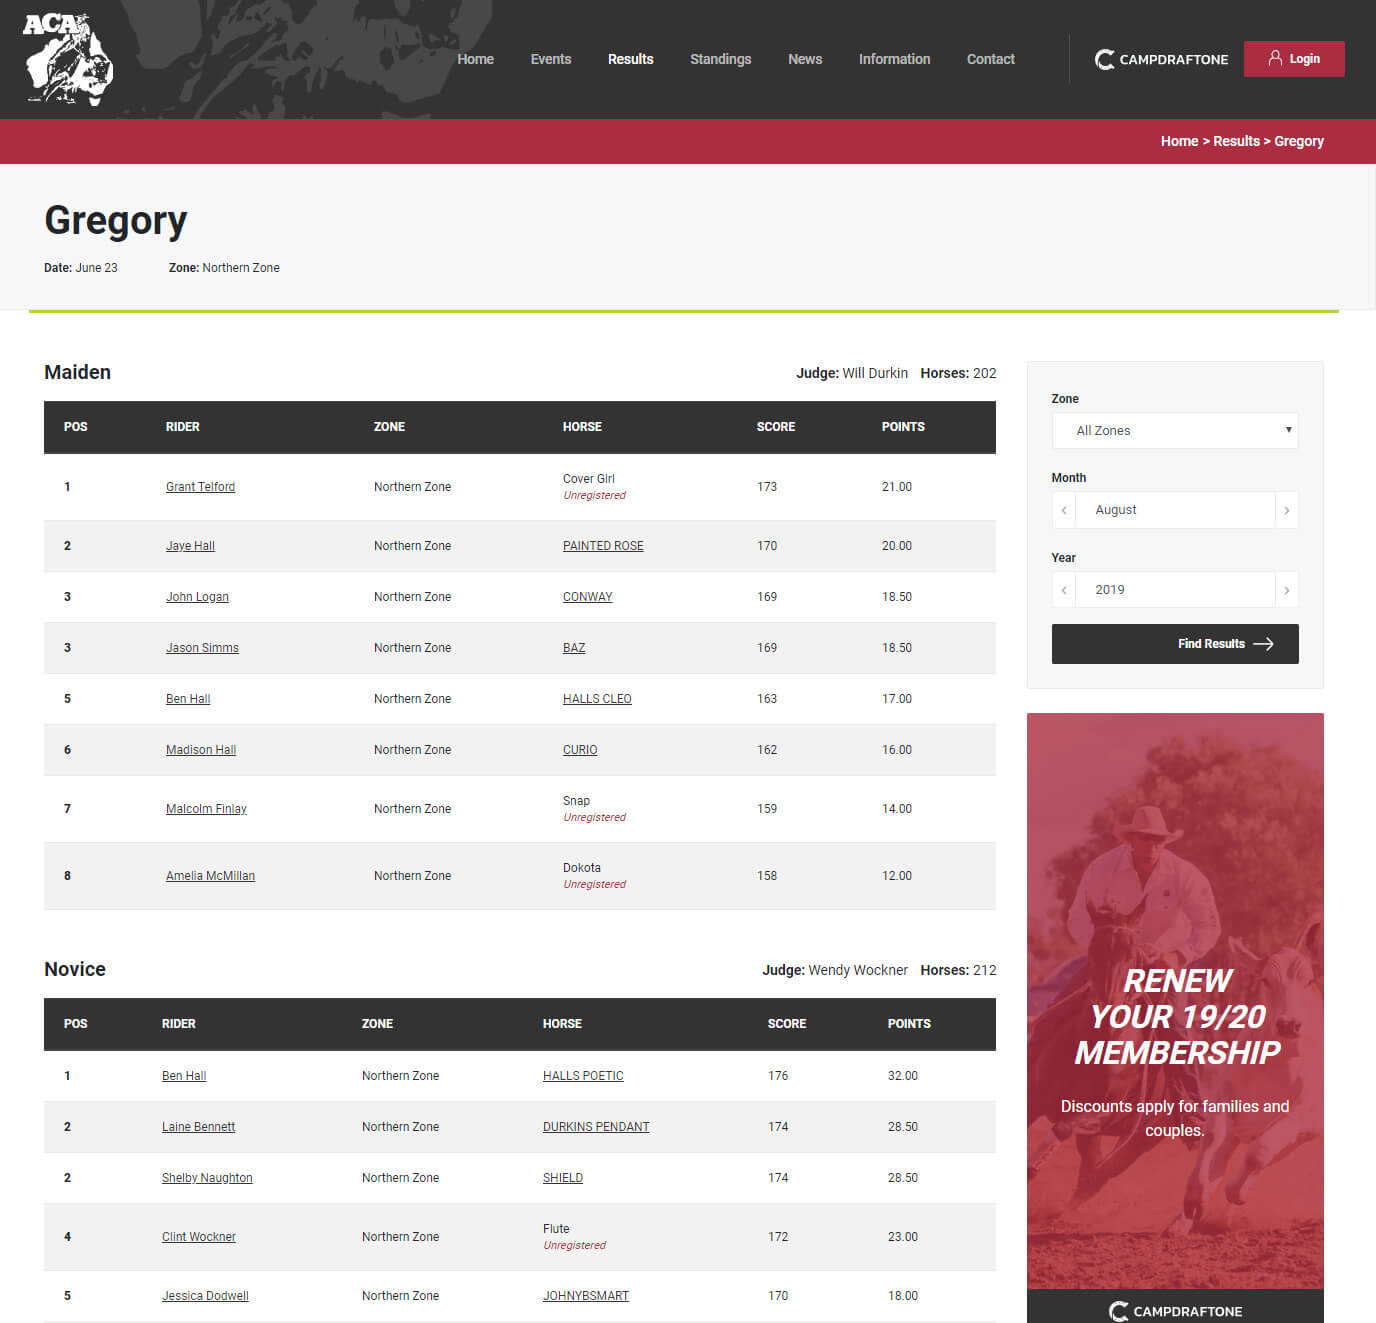 ACA
Home Events Results Standings News Information Contact CAMPDRAFTONE Login
Home > Results > Gregory
Gregory
Date: June 23 Zone: Northern Zone
Maiden Judge: Will Durkin Horses: 202
POS RIDER ZONE HORSE SCORE POINTS
1 Grant Telford Northern Zone Cover Girl 173 21.00
Unregistered
2 Jaye Hall Northern Zone PAINTED ROSE 170 20.00
3 John Logan Northern Zone CONWAY 169 18.50
3 Jason Simms Northern Zone BAZ 169 18.50
5 Ben Hall Northern Zone HALLS CLEO 163 17.00
6 Madison Hall Northern Zone CURIO 162 16.00
7 Malcolm Finlay Northern Zone Snap 159 14.00
Unregistered
8 Amelia McMillan Northern Zone Dokota 158 12.00
Unregistered
Novice Judge: Wendy Wockner Horses: 212
POS RIDER ZONE HORSE SCORE POINTS
1 Ben Hall Northern Zone HALLS POETIC 176 32.00
2 Laine Bennett Northern Zone DURKINS PENDANT 174 28.50
2 Shelby Naughton Northern Zone SHIELD 174 28.50
4 Clint Wockner Northern Zone Flute 172 23.00
Unregistered
5 Jessica Dodwell Northern Zone JOHNYBSMART 170 18.00
Zone
All Zones
Month
August
Year
2019
Find Results
RENEW
YOUR 19/20
MEMBERSHIP
Discounts apply for families and
couples.
CAMPDRAFTONE